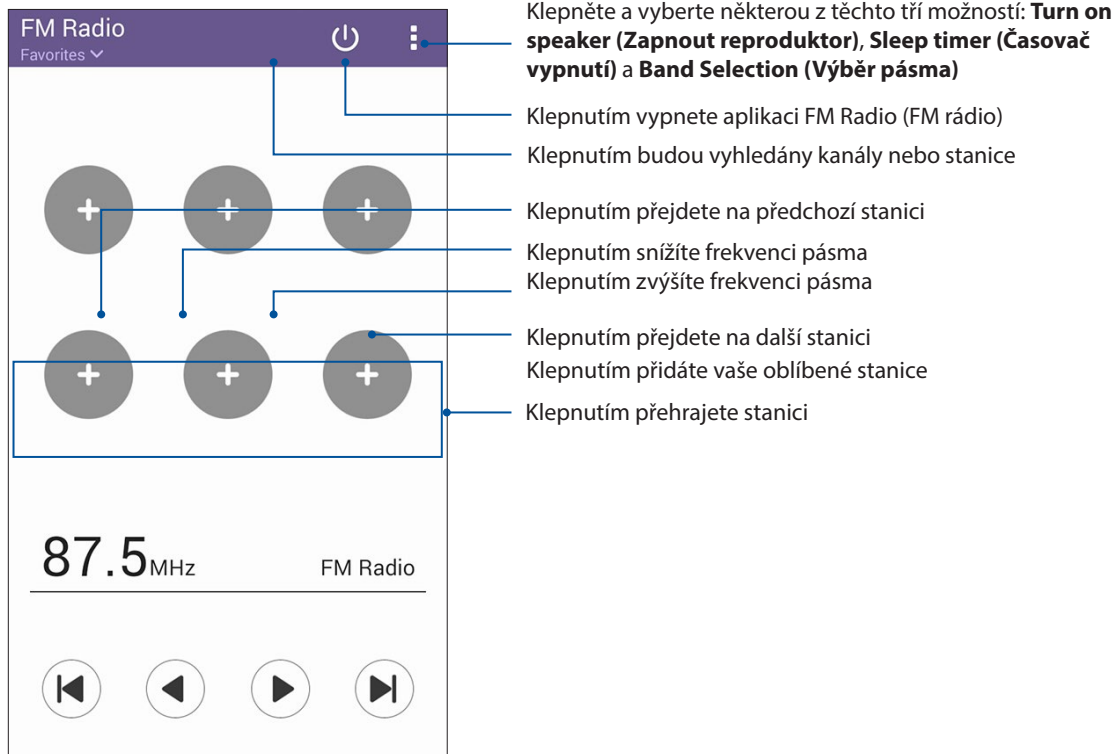 FM Radio
Favorites
Klepněte a vyberte některou z těchto tří možností: Turn on
speaker (Zapnout reproduktor), Sleep timer (Časovač
vypnutí) a Band Selection (Výběr pásma)
Klepnutím vypnete aplikaci FM Radio (FM rádio)
Klepnutím budou vyhledány kanály nebo stanice
Klepnutím přejdete na předchozí stanici
Klepnutím snížíte frekvenci pásma
Klepnutím zvýšíte frekvenci pásma
Klepnutím přejdete na další stanici
Klepnutím přidáte vaše oblíbené stanice
Klepnutím přehrajete stanici
87.5MHz FM Radio